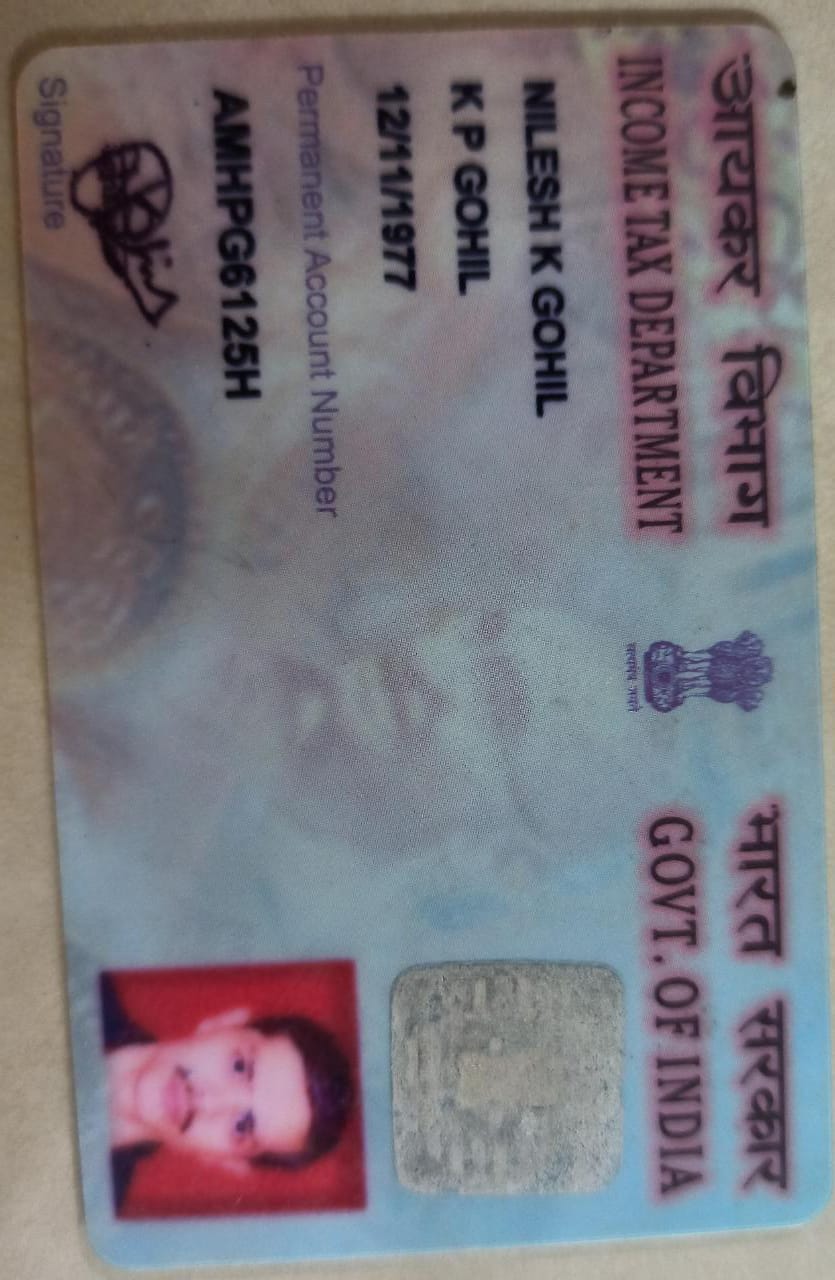 आयकर विभाग
INCOME TAX DEPARTMENT
सत्यमेव जयते
भारत सरकार
GOVT. OF INDIA
NILESH K GOHIL
K P GOHIL
12/11/1977
Permanent Account Number
AMHPG6125H
Signature